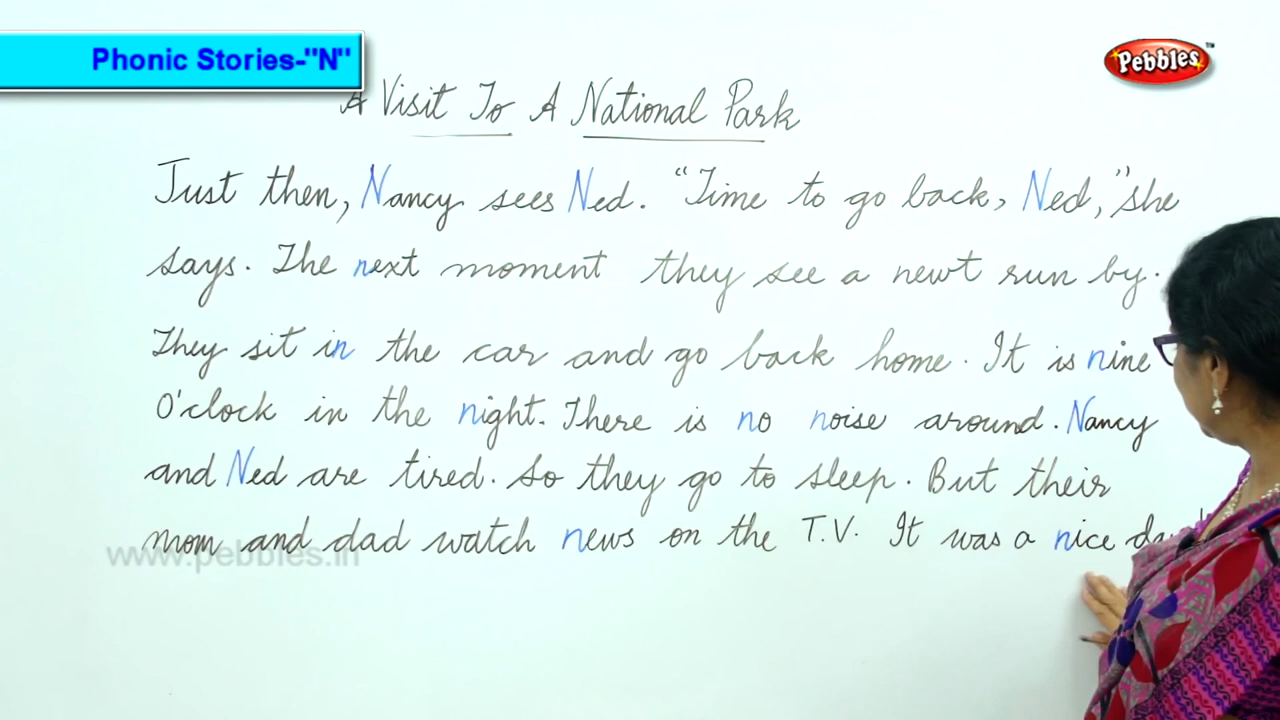 Phonic Stories-"N"
Pebbles™
A Visit To A National Park
Just then, Nancy sees Ned. "Time to go back, Ned," she
says. The next moment they see a newt run by.
They sit in the car and go back home. It is nine
O'clock in the night. There is no noise around. Nancy
and Ned are tired. So they go to sleep. But their
mom and dad watch news on the T.V. It was a nice
www.pebbles.in